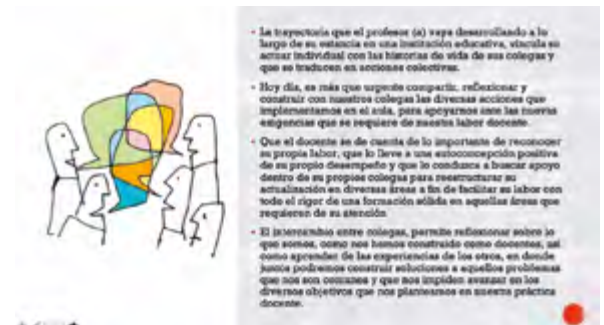 • La trayectoria que el profesor (a) vaya desarrollando a lo
largo de su estancia en una institución educativa, vincula su
actuar individual con las historias de vida de sus colegas y
que se traducen en acciones colectivas.
• Hoy día, es más que urgente compartir, reflexionar y
construir con nuestros colegas las diversas acciones que
implementamos en el aula, para apoyarnos ante las nuevas
exigencias que se requiere de nuestra labor docente.
• Que el docente se de cuenta de lo importante de reconocer
su propia labor, que lo lleve a una autoconcepción positiva
de su propio desempeño y que lo conduzca a buscar apoyo
dentro de su propios colegas para reestructurar su
actualización en diversas áreas a fin de facilitar su labor con
todo el rigor de una formación sólida en aquellas áreas que
requieren de su atención
• El intercambio entre colegas, permite reflexionar sobre lo
que somos, como nos hemos construido como docentes, así
como aprender de las experiencias de los otros, en donde
juntos podremos construir soluciones a aquellos problemas
que nos son comunes y que nos impiden avanzar en los
diversos objetivos que nos planteamos en nuestra práctica
docente.